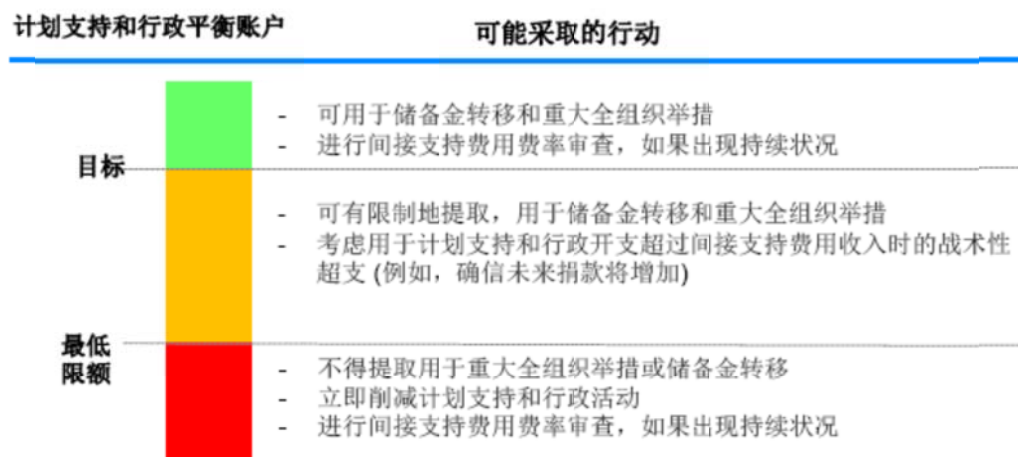 计划支持和行政平衡账户 可能采取的行动
- 可用于储备金转移和重大全组织举措
- 进行间接支持费用费率审查，如果出现持续状况
目标
- 可有限制地提取，用于储备金转移和重大全组织举措
- 考虑用于计划支持和行政开支超过间接支持费用收入时的战术性
超支 (例如，确信未来捐款将增加)
最低
限额
- 不得提取用于重大全组织举措或储备金转移
- 立即削减计划支持和行政活动
- 进行间接支持费用费率审查，如果出现持续状况